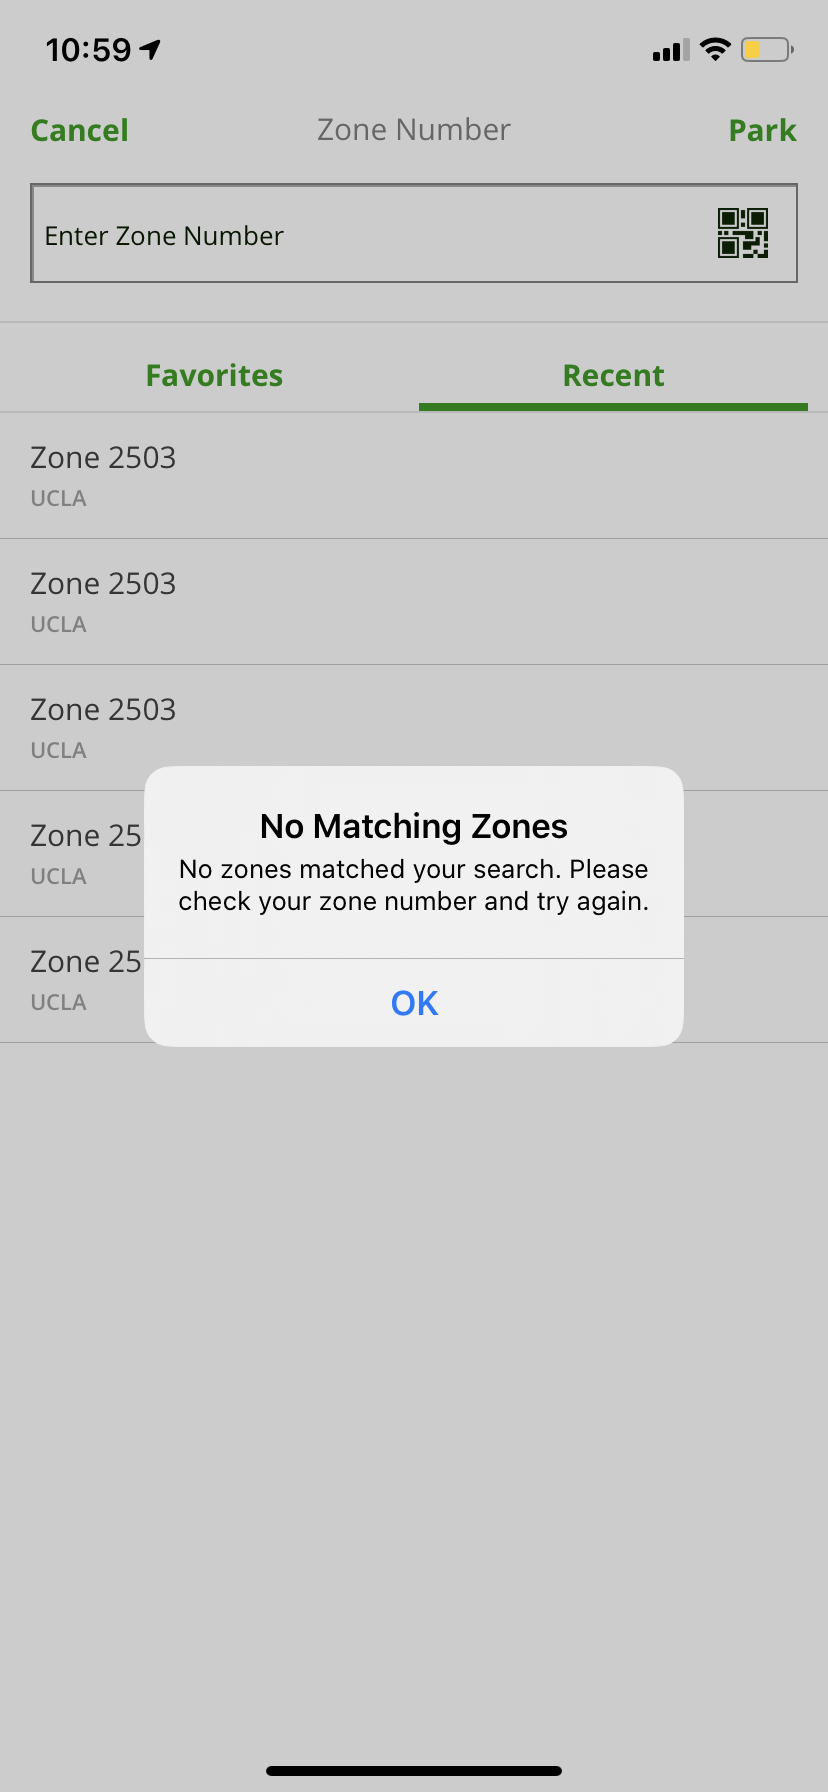 10:59
Cancel Zone Number Park
Enter Zone Number
Favorites Recent
Zone 2503
UCLA
Zone 2503
UCLA
Zone 2503
UCLA
Zone 25
UCLA
Zone 25
UCLA
No Matching Zones
No zones matched your search. Please
check your zone number and try again.
OK